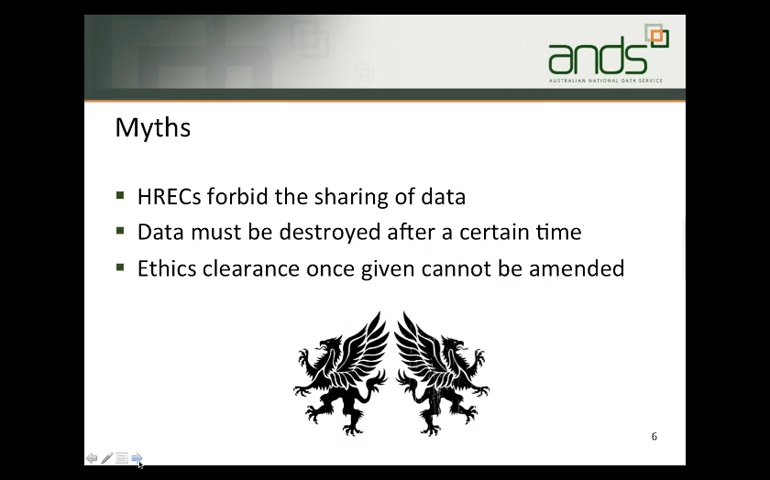 ands
AUSTRALIAN NATIONAL DATA SERVICE
Myths
HRECs forbid the sharing of data
Data must be destroyed after a certain time
Ethics clearance once given cannot be amended
6